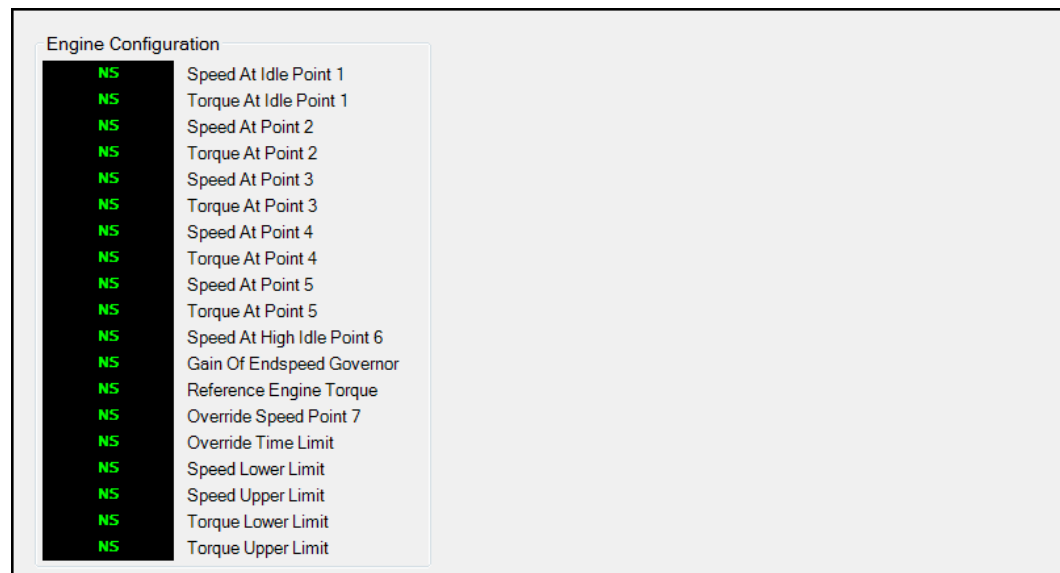 Engine Configuration
NS Speed At Idle Point 1
NS Torque At Idle Point 1
NS Speed At Point 2
NS Torque At Point 2
NS Speed At Point 3
NS Torque At Point 3
NS Speed At Point 4
NS Torque At Point 4
NS Speed At Point 5
NS Torque At Point 5
NS Speed At High Idle Point 6
NS Gain Of Endspeed Governor
NS Reference Engine Torque
NS Override Speed Point 7
NS Override Time Limit
NS Speed Lower Limit
NS Speed Upper Limit
NS Torque Lower Limit
NS Torque Upper Limit